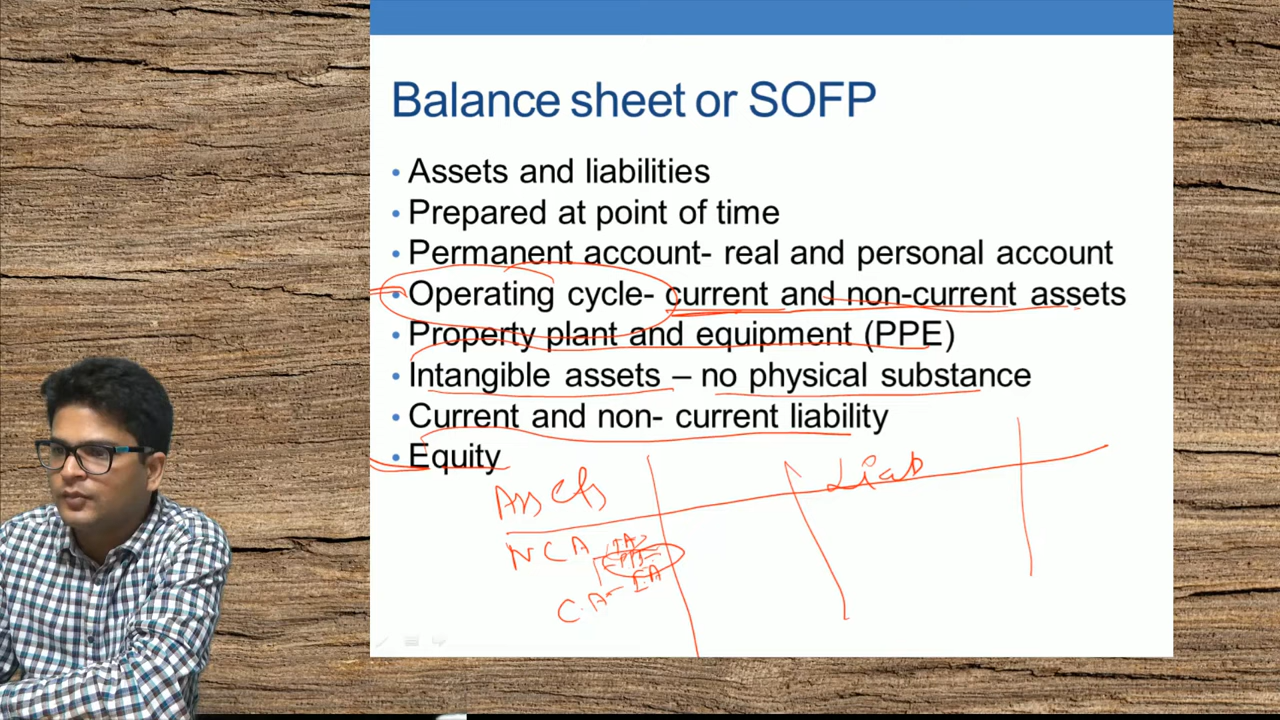 Balance sheet or SOFP
• Assets and liabilities
• Prepared at point of time
• Permanent account- real and personal account
• Operating cycle- current and non-current assets
• Property plant and equipment (PPE)
• Intangible assets – no physical substance
• Current and non- current liability
• Equity
Assets Liab
NCA
I.A
C.A